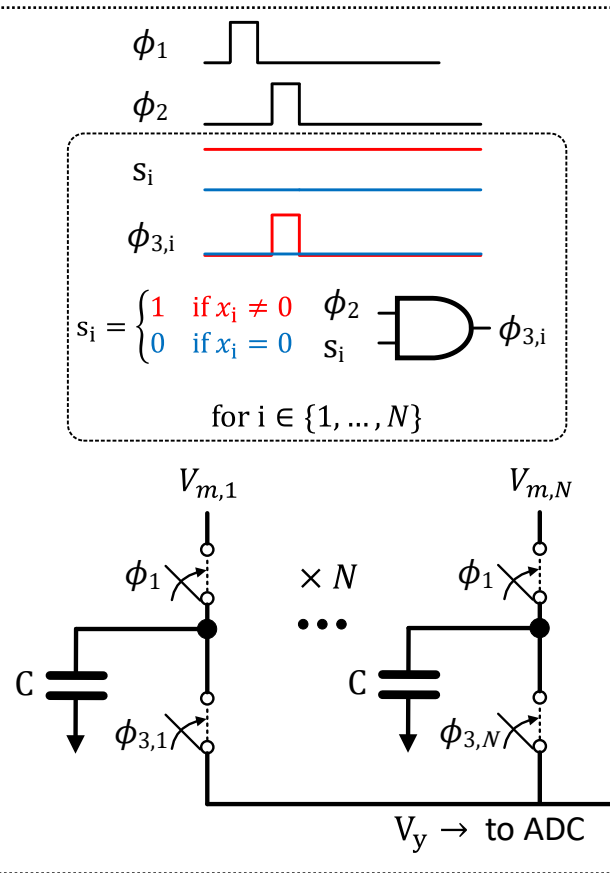 ϕ₁
ϕ₂
sᵢ
ϕ₃,ᵢ
sᵢ = {1 if xᵢ ≠ 0
0 if xᵢ = 0
ϕ₂
sᵢ
ϕ₃,ᵢ
for i ∈ {1, … , N}
Vₘ,₁
Vₘ,N
ϕ₁
× N
ϕ₁
•••
C
C
ϕ₃,₁
ϕ₃,N
V_y → to ADC